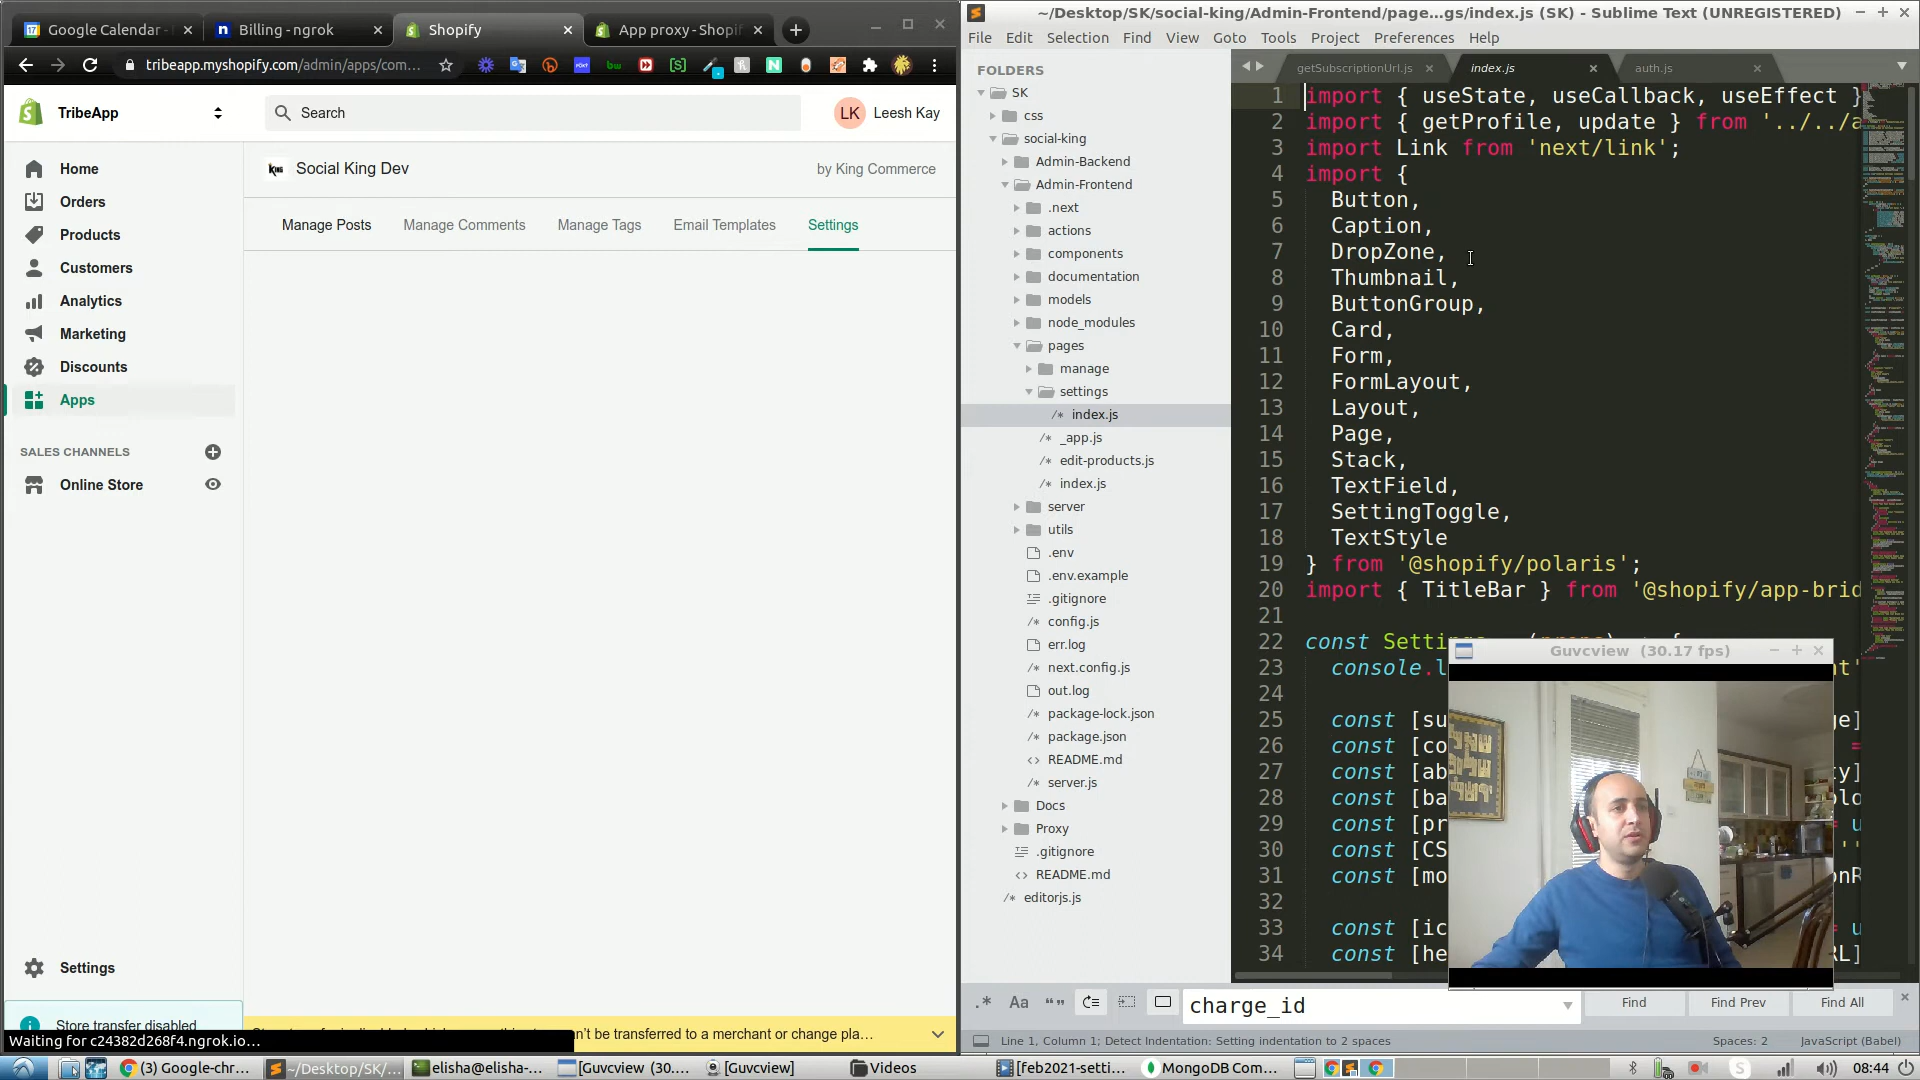 Google Calendar -
Billing - ngrok
Shopify
App proxy - Shopif
tribeapp.myshopify.com/admin/apps/com...
TribeApp
Search
LK
Leesh Kay
Home
Orders
Products
Customers
Analytics
Marketing
Discounts
Apps
SALES CHANNELS
Online Store
Settings
Store transfer disabled
Social King Dev
by King Commerce
Manage Posts
Manage Comments
Manage Tags
Email Templates
Settings
n't be transferred to a merchant or change pla...
Waiting for c24382d268f4.ngrok.io...
~/Desktop/SK/social-king/Admin-Frontend/page...gs/index.js (SK) - Sublime Text (UNREGISTERED)
File Edit Selection Find View Goto Tools Project Preferences Help
FOLDERS
SK
css
social-king
Admin-Backend
Admin-Frontend
.next
actions
components
documentation
models
node_modules
pages
manage
settings
index.js
_app.js
edit-products.js
index.js
server
utils
.env
.env.example
.gitignore
config.js
err.log
next.config.js
out.log
package-lock.json
package.json
README.md
server.js
Docs
Proxy
.gitignore
README.md
editorjs.js
getSubscriptionUrl.js
index.js
auth.js
1 import { useState, useCallback, useEffect }
2 import { getProfile, update } from '../../a
3 import Link from 'next/link';
4 import {
5 Button,
6 Caption,
7 DropZone,
8 Thumbnail,
9 ButtonGroup,
10 Card,
11 Form,
12 FormLayout,
13 Layout,
14 Page,
15 Stack,
16 TextField,
17 SettingToggle,
18 TextStyle
19 } from '@shopify/polaris';
20 import { TitleBar } from '@shopify/app-brid
21
22 const Settings = (props) => {
23 console.l nt'
24
25 const [su ge]
26 const [co =
27 const [ab ty]
28 const [ba old
29 const [pr = u
30 const [CS ''
31 const [mo onR
32
33 const [ic = u
34 const [he RL]
Guvcview (30.17 fps)
.* Aa
charge_id
Find
Find Prev
Find All
Line 1, Column 1; Detect Indentation: Setting indentation to 2 spaces
Spaces: 2
JavaScript (Babel)
(3) Google-chr...
~/Desktop/SK/...
elisha@elisha-...
[Guvcview (30....
[Guvcview]
Videos
[feb2021-setti...
MongoDB Com...
08:44